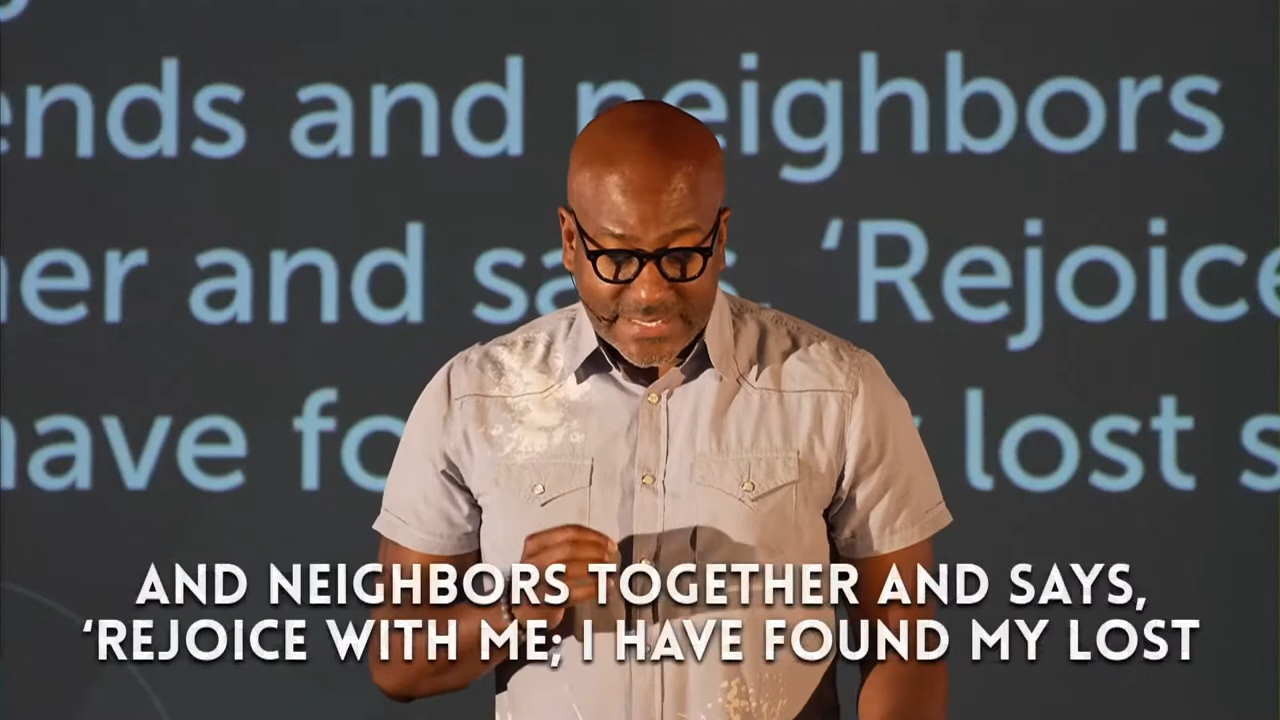 ends and neighbors
her and says, ‘Rejoice
have fo lost s
AND NEIGHBORS TOGETHER AND SAYS,
‘REJOICE WITH ME; I HAVE FOUND MY LOST